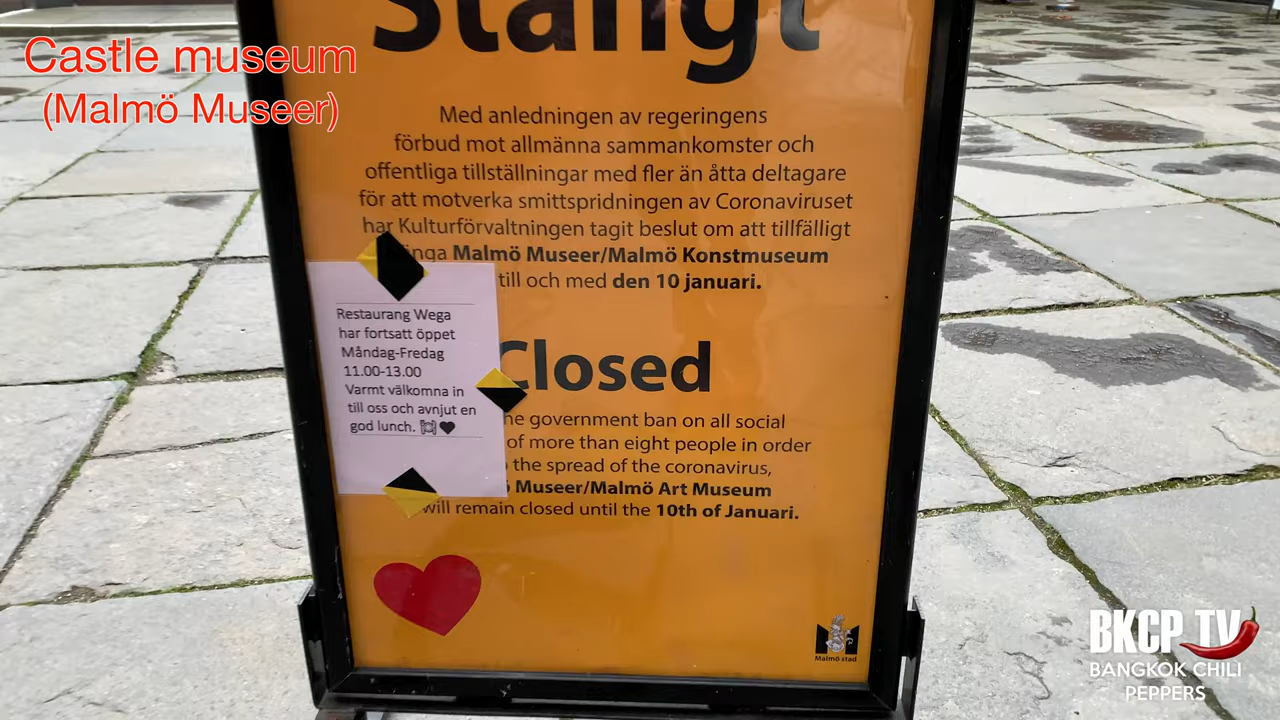 Castle museum
(Malmö Museer)
Stängt
Med anledningen av regeringens
förbud mot allmänna sammankomster och
offentliga tillställningar med fler än åtta deltagare
för att motverka smittspridningen av Coronaviruset
har Kulturförvaltningen tagit beslut om att tillfälligt
nga Malmö Museer/Malmö Konstmuseum
till och med den 10 januari.
Restaurang Wega
har fortsatt öppet
Måndag-Fredag
11.00-13.00
Varmt välkomna in
till oss och avnjut en
god lunch.
Closed
he government ban on all social
of more than eight people in order
the spread of the coronavirus,
Museer/Malmö Art Museum
will remain closed until the 10th of Januari.
Malmö stad
BKCP TV
BANGKOK CHILI
PEPPERS